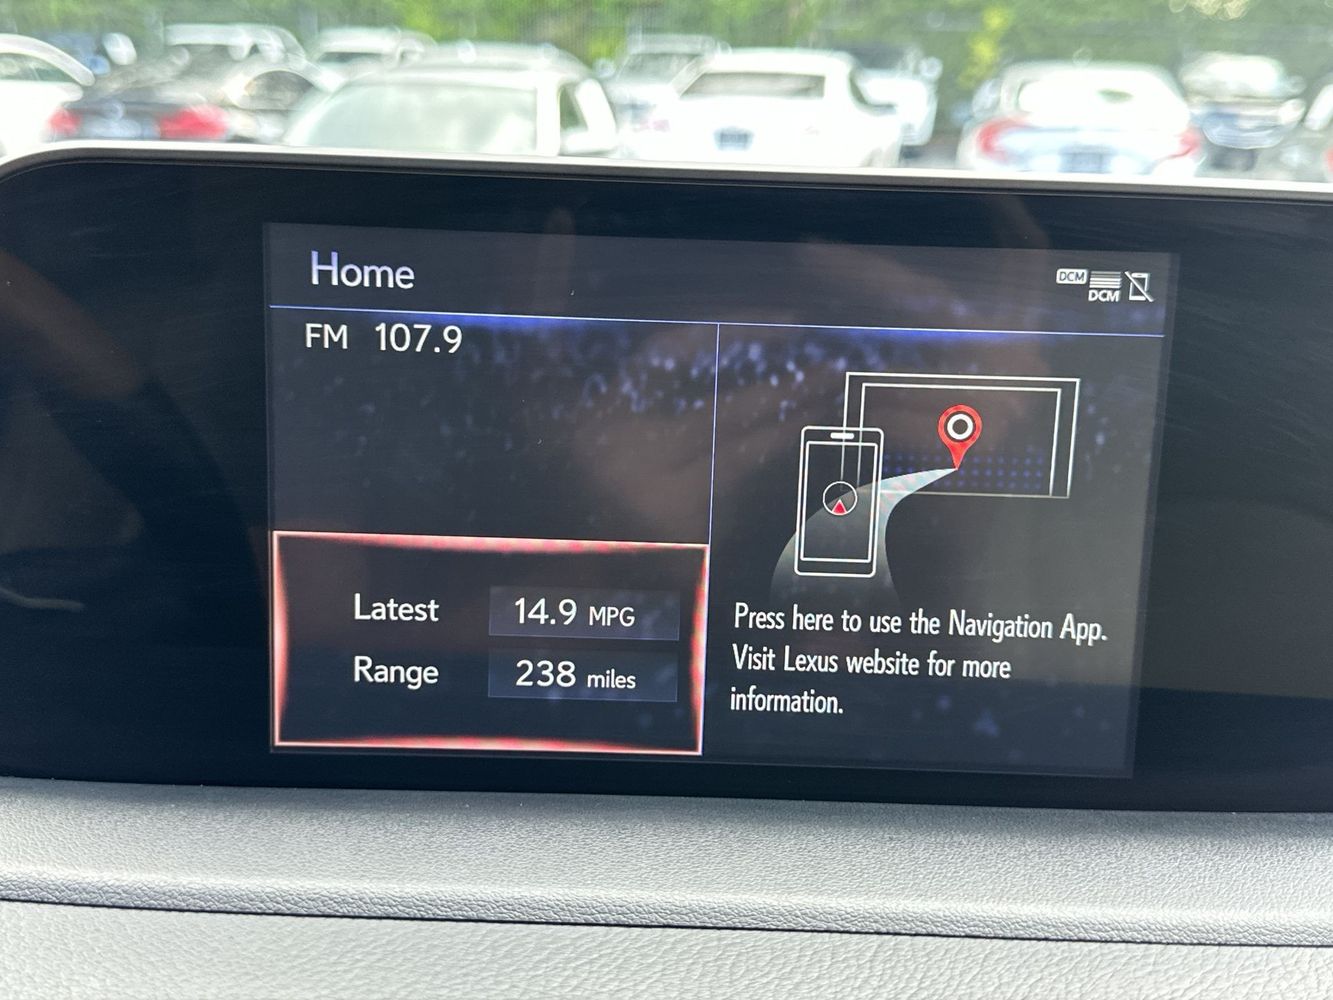 Home
DCM
DCM
FM 107.9
Latest 14.9 MPG
Range 238 miles
Press here to use the Navigation App.
Visit Lexus website for more
information.